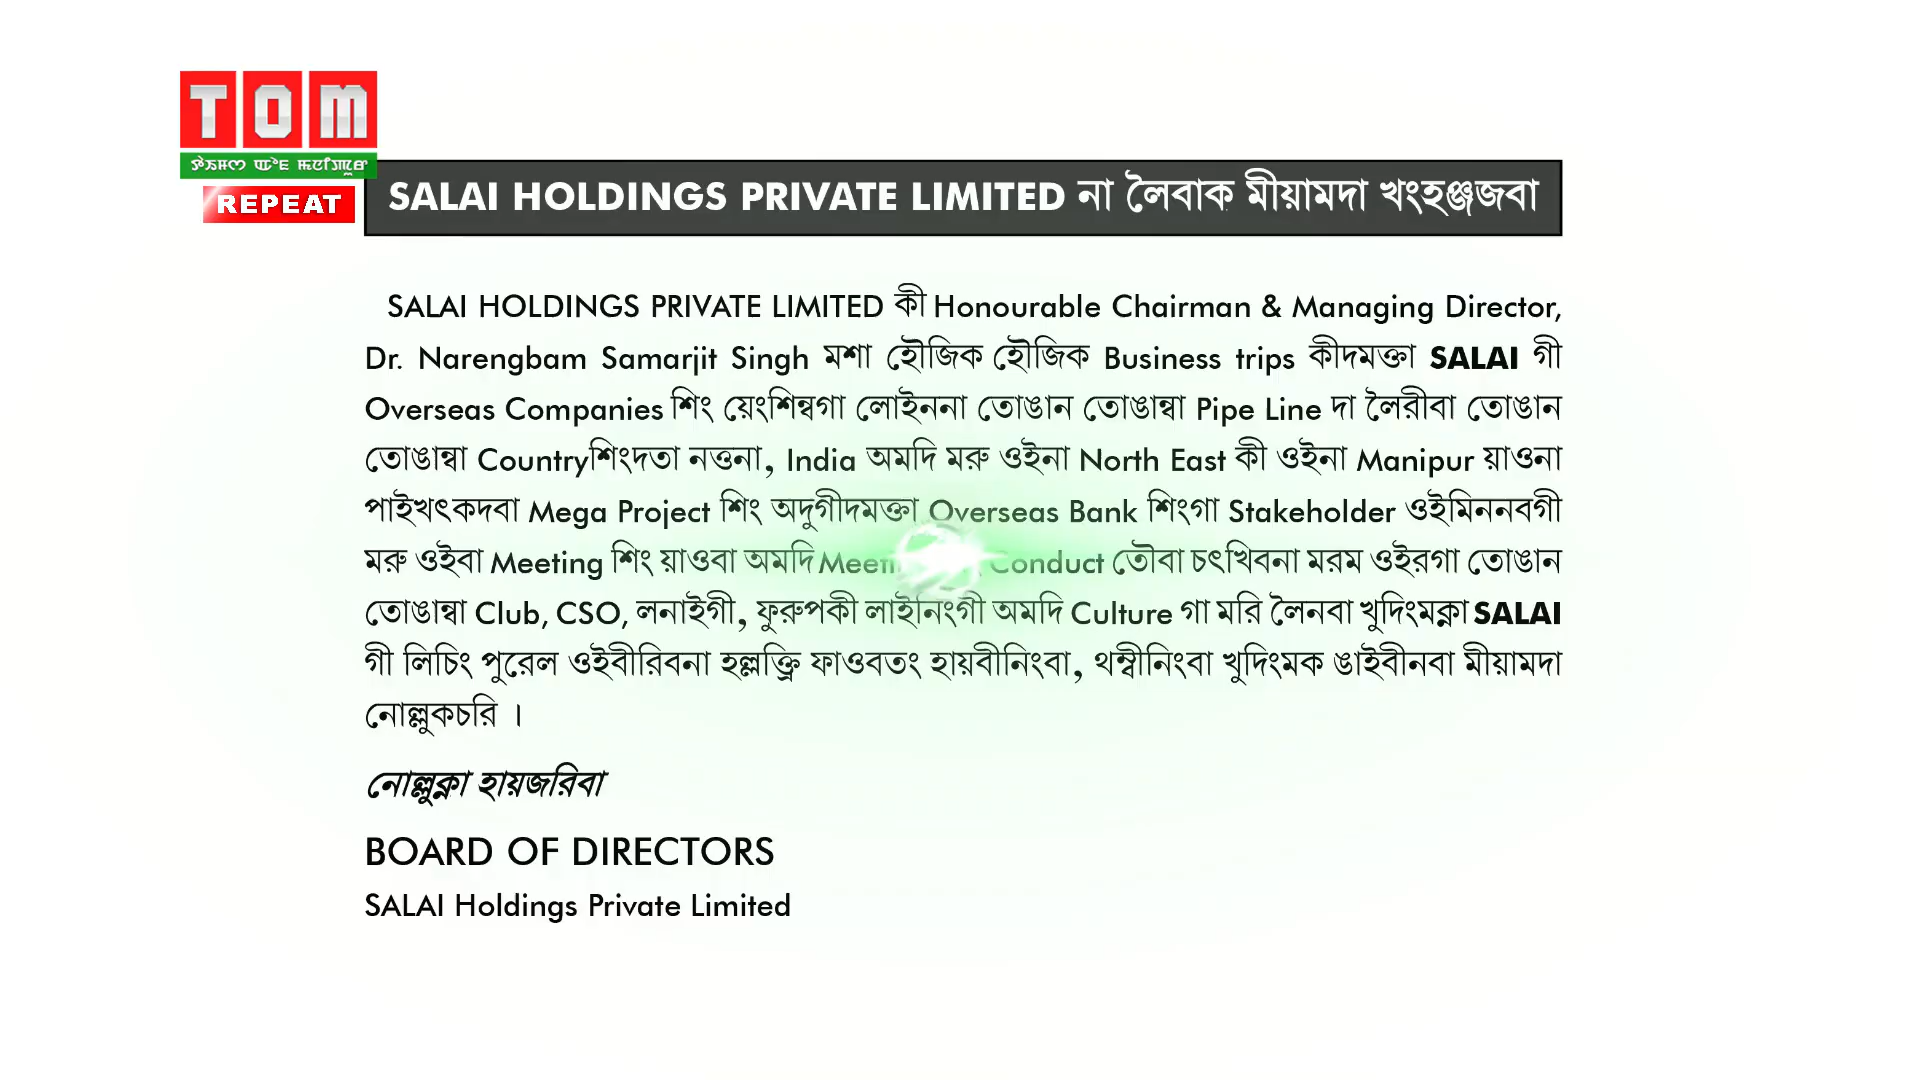 TOM
REPEAT
SALAI HOLDINGS PRIVATE LIMITED না লৈবাক মীয়ামদা খংহঞ্জজবা
SALAI HOLDINGS PRIVATE LIMITED কী Honourable Chairman & Managing Director,
Dr. Narengbam Samarjit Singh মশা হৌজিক হৌজিক Business trips কীদমক্তা SALAI গী
Overseas Companies শিং য়েংশিন্বগা লোইননা তোঙান তোঙান্বা Pipe Line দা লৈরীবা তোঙান
তোঙান্বা Countryশিংদতা নত্তনা, India অমদি মরু ওইনা North East কী ওইনা Manipur য়াওনা
পাইখৎকদবা Mega Project শিং অদুগীদমক্তা Overseas Bank শিংগা Stakeholder ওইমিননবগী
মরু ওইবা Meeting শিং য়াওবা অমদি Conduct তৌবা চৎখিবনা মরম ওইরগা তোঙান
তোঙান্বা Club, CSO, লনাইগী, ফুরুপকী লাইনিংগী অমদি Culture গা মরি লৈনবা খুদিংমক্না SALAI
গী লিচিং পুরেল ওইবীরিবনা হল্লক্ত্রি ফাওবতং হায়বীনিংবা, থম্বীনিংবা খুদিংমক ঙাইবীনবা মীয়ামদা
নোল্লুকচরি ।
নোল্লুক্না হায়জরিবা
BOARD OF DIRECTORS
SALAI Holdings Private Limited